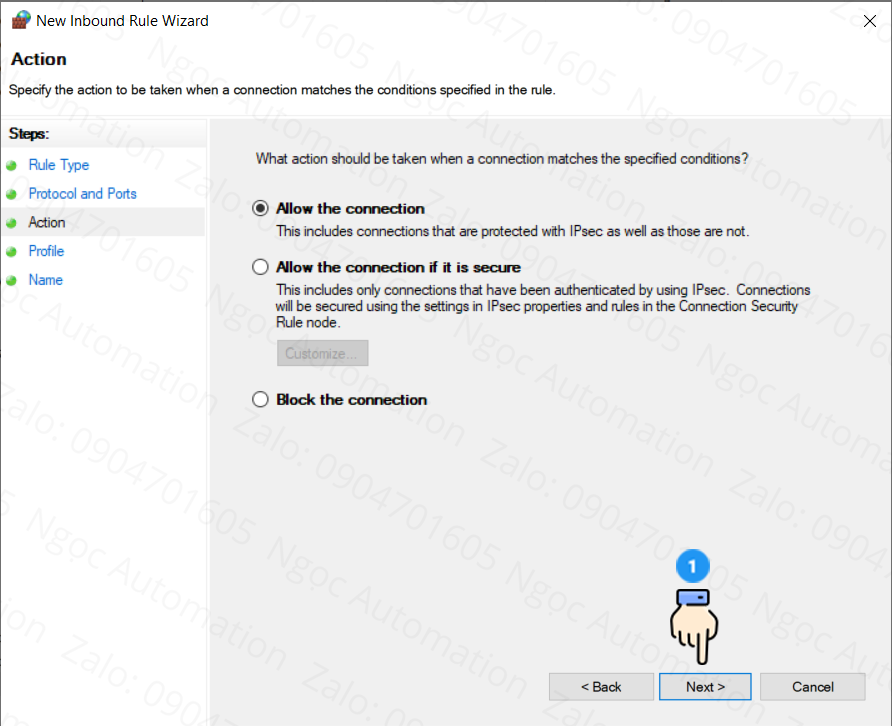 New Inbound Rule Wizard
Action
Specify the action to be taken when a connection matches the conditions specified in the rule.
Steps:
Rule Type
Protocol and Ports
Action
Profile
Name
What action should be taken when a connection matches the specified conditions?
Allow the connection
This includes connections that are protected with IPsec as well as those are not.
Allow the connection if it is secure
This includes only connections that have been authenticated by using IPsec. Connections
will be secured using the settings in IPsec properties and rules in the Connection Security
Rule node.
Customize...
Block the connection
1
< Back
Next >
Cancel
Ngọc Automation
Zalo: 0904701605